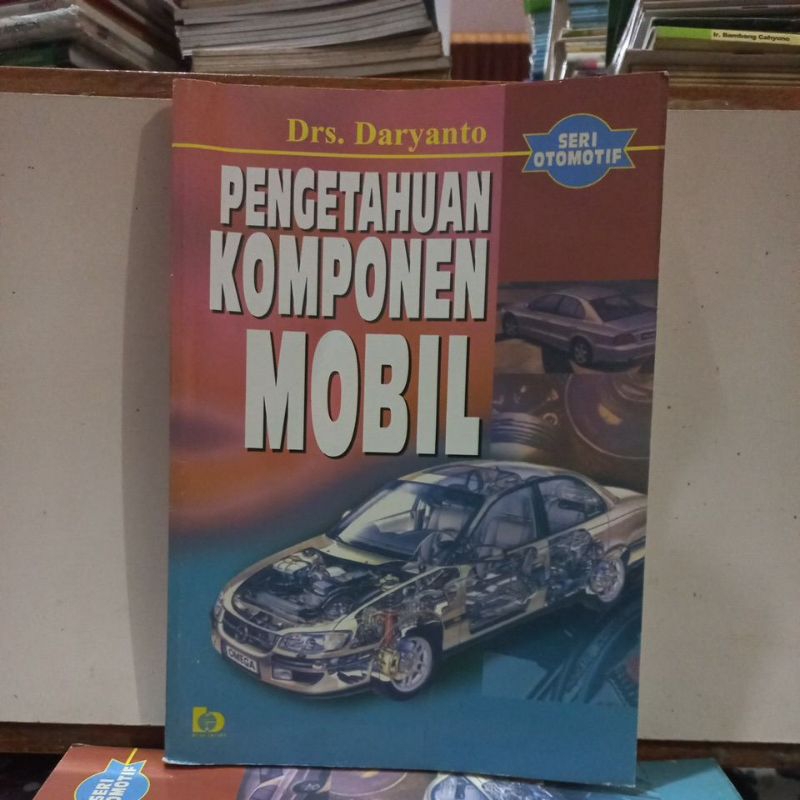 Ir. Bambang Cahyono
Drs. Daryanto
SERI
OTOMOTIF
PENGETAHUAN
KOMPONEN
MOBIL
OMEGA
SERI
OTOMOTIF